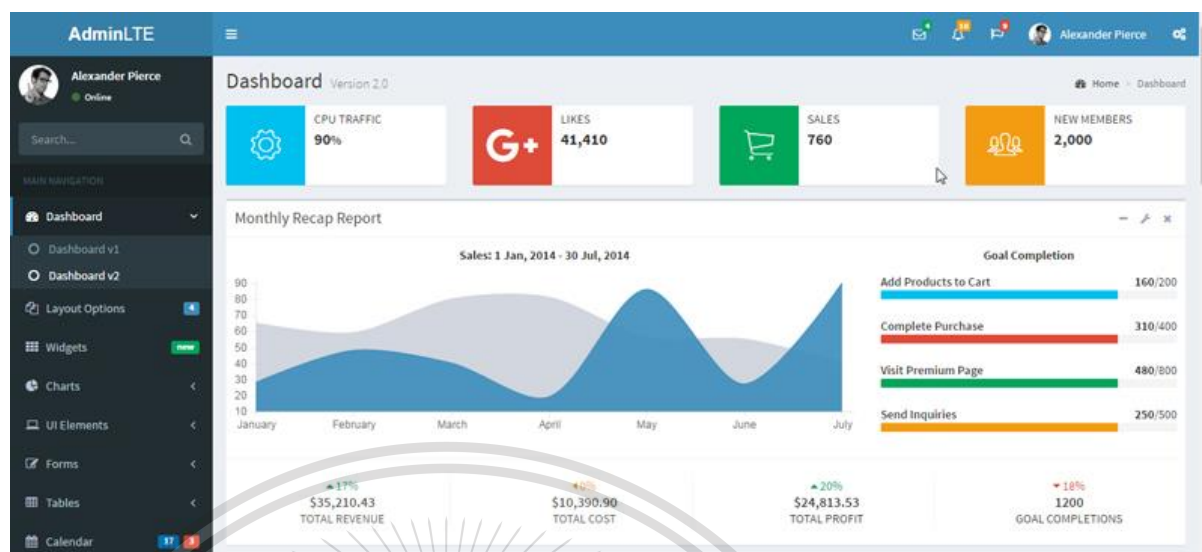 AdminLTE
4
10
9
Alexander Pierce
Alexander Pierce
Online
Search...
MAIN NAVIGATION
Dashboard
Dashboard v1
Dashboard v2
Layout Options 4
Widgets new
Charts
UI Elements
Forms
Tables
Calendar 17 3
Dashboard Version 2.0
Home Dashboard
CPU TRAFFIC
90%
G+
LIKES
41,410
SALES
760
NEW MEMBERS
2,000
Monthly Recap Report
Sales: 1 Jan, 2014 - 30 Jul, 2014
90
80
70
60
50
40
30
20
10
January February March April May June July
Goal Completion
Add Products to Cart 160/200
Complete Purchase 310/400
Visit Premium Page 480/800
Send Inquiries 250/500
17%
$35,210.43
TOTAL REVENUE
0%
$10,390.90
TOTAL COST
20%
$24,813.53
TOTAL PROFIT
18%
1200
GOAL COMPLETIONS